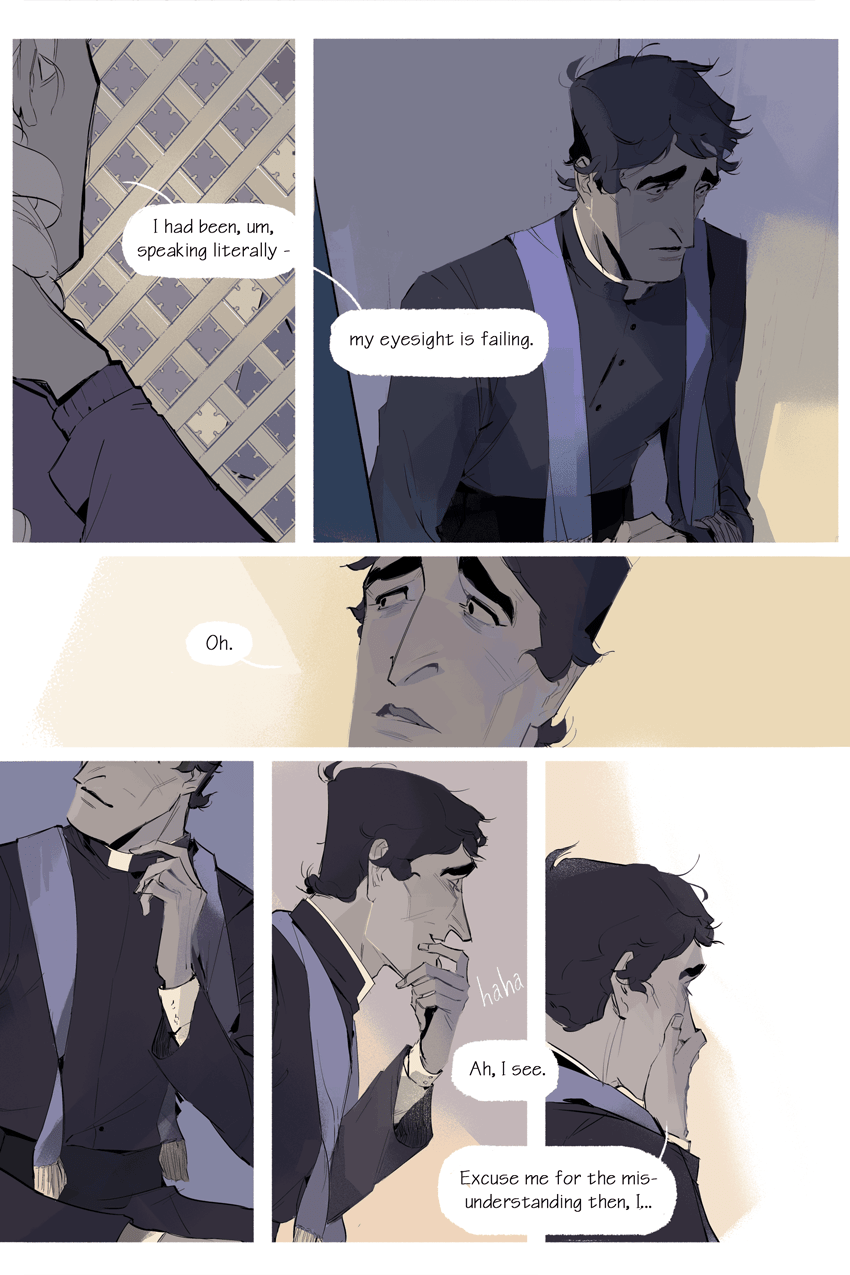 I had been, um,
speaking literally -
my eyesight is failing.
Oh.
haha
Ah, I see.
Excuse me for the mis-
understanding then, I...